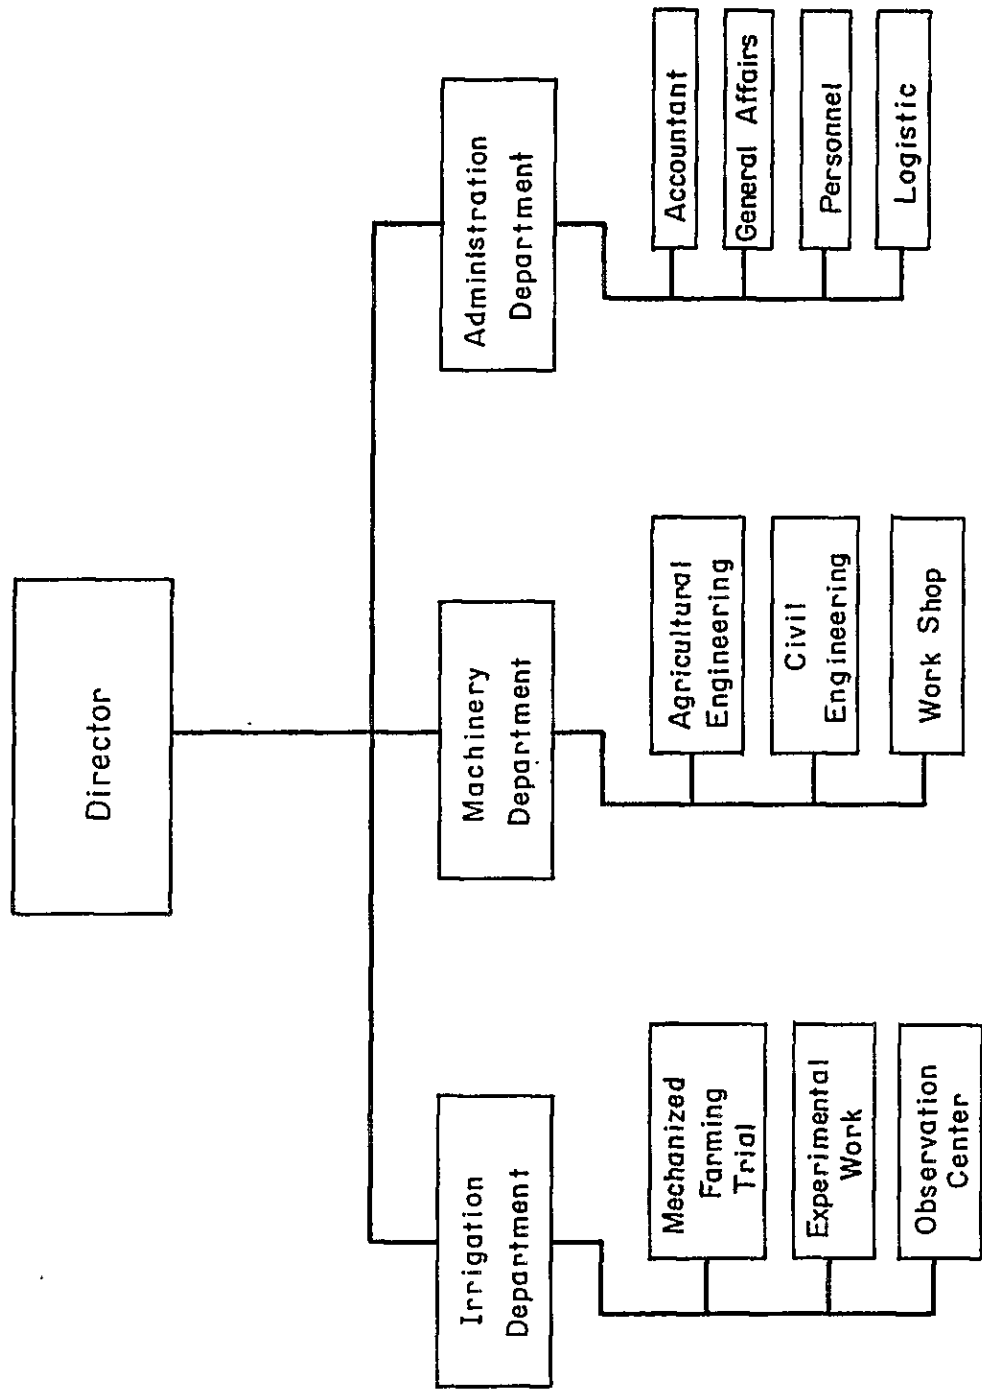 Director
Irrigation
Department
Machinery
Department
Administration
Department
Mechanized
Farming
Trial
Experimental
Work
Observation
Center
Agricultural
Engineering
Civil
Engineering
Work Shop
Accountant
General Affairs
Personnel
Logistic